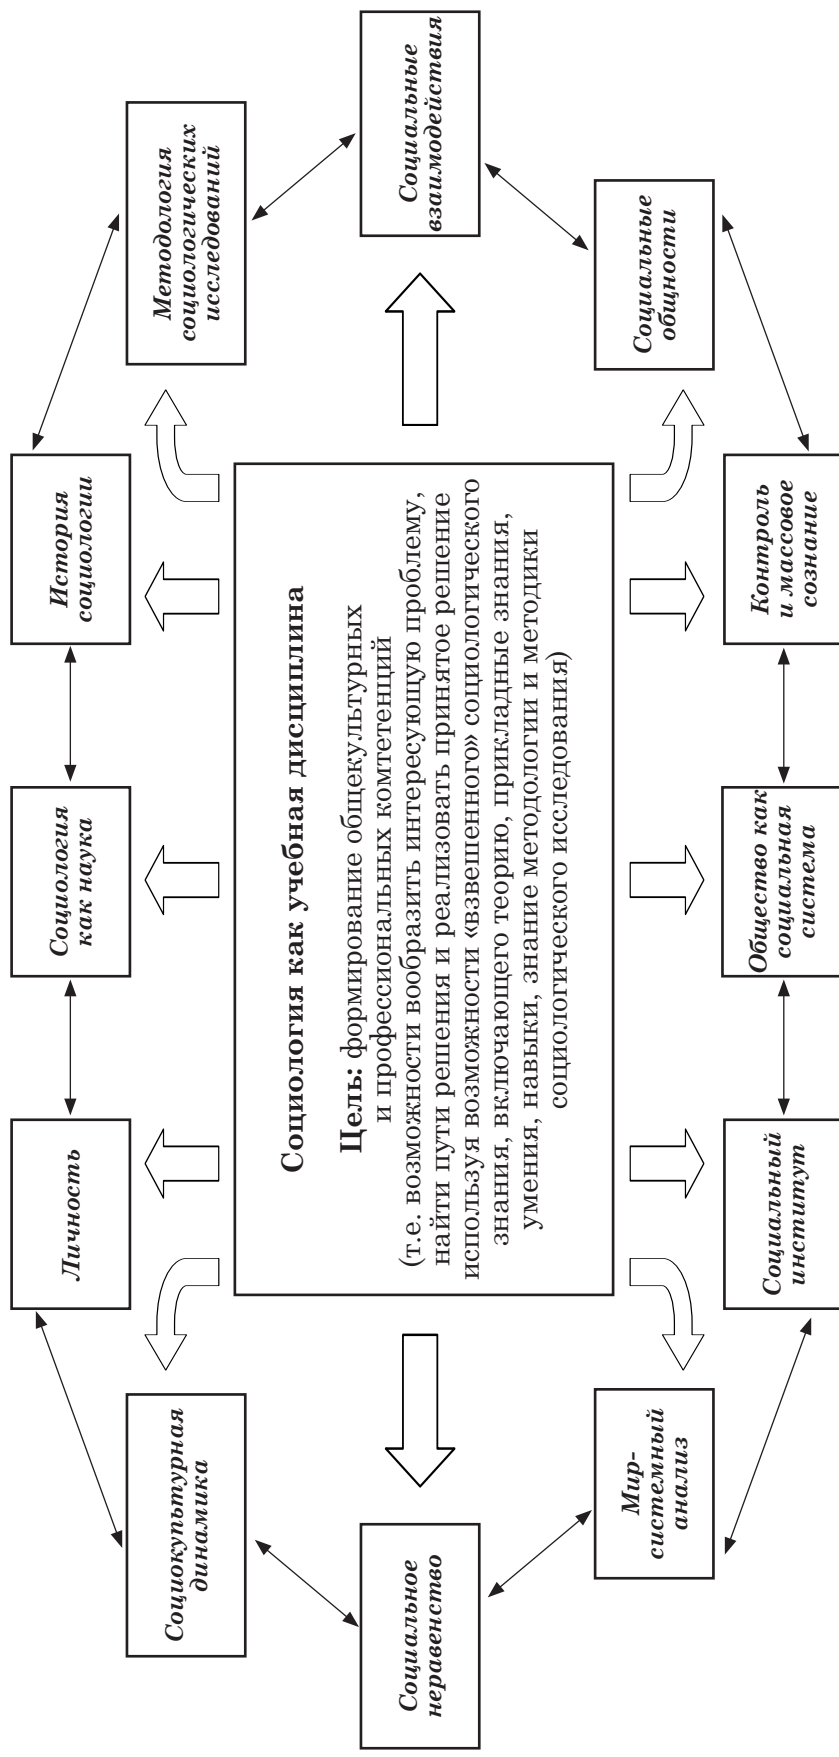 Личность
Социология
как наука
История
социологии
Социокупьтурная
динамика
Методология
социологических
исследований
Социальное
неравенство
Социология как учебная дисциплина
Цель: формирование общекультурных
и профессиональных комтетенций
(т.е. возможности вообразить интересующую проблему,
найти пути решения и реализовать принятое решение
используя возможности «взвешенного» социологического
знания, включающего теорию, прикладные знания,
умения, навыки, знание методологии и методики
социологического исследования)
Социальные
взаимодействия
Мир-
системный
анализ
Социальные
общности
Социальный
институт
Общество как
социальная
система
Контроль
и массовое
сознание